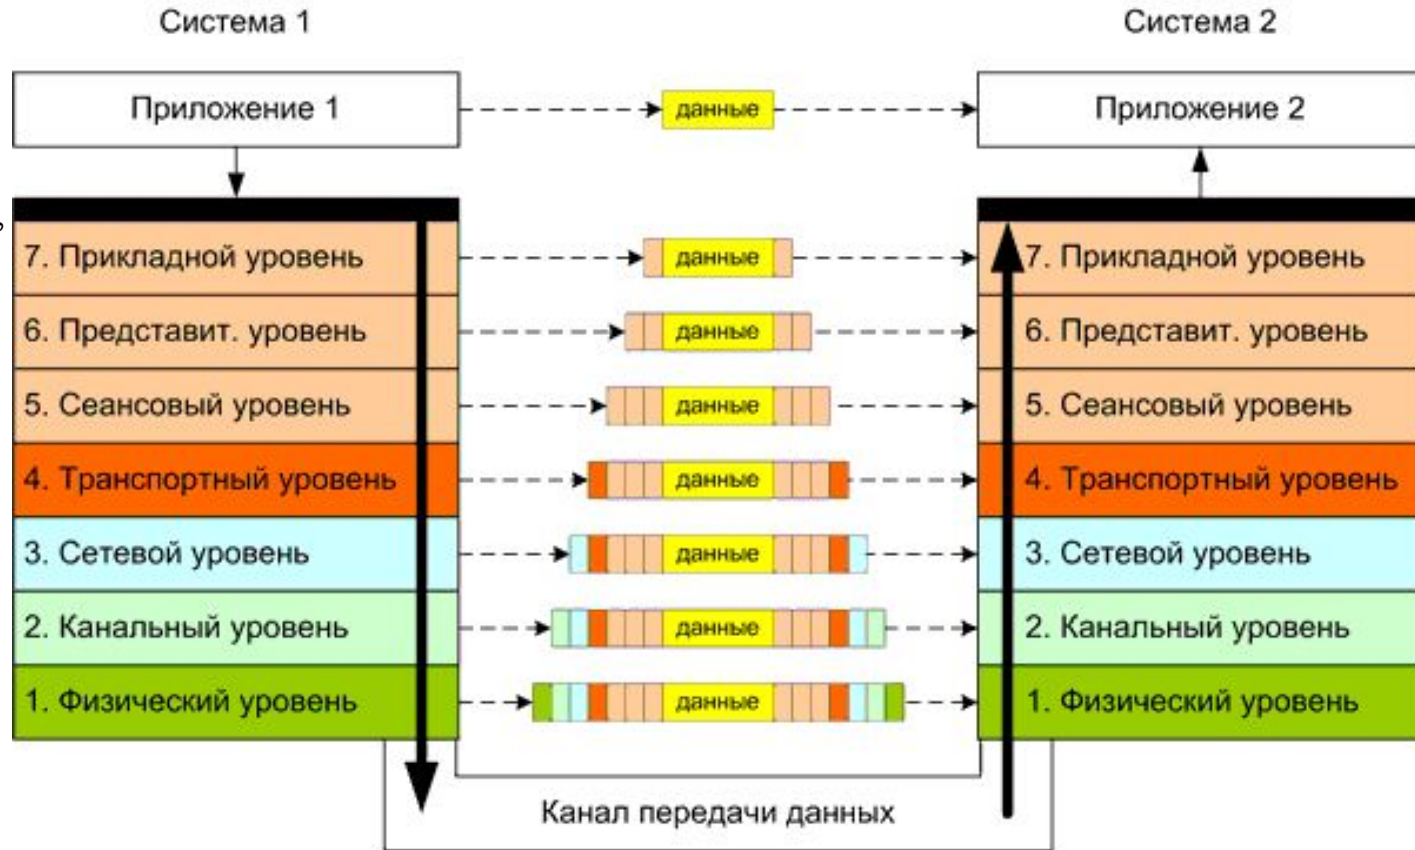 Система 1
Система 2
Приложение 1
данные
Приложение 2
7. Прикладной уровень
данные
7. Прикладной уровень
6. Представит. уровень
данные
6. Представит. уровень
5. Сеансовый уровень
данные
5. Сеансовый уровень
4. Транспортный уровень
данные
4. Транспортный уровень
3. Сетевой уровень
данные
3. Сетевой уровень
2. Канальный уровень
данные
2. Канальный уровень
1. Физический уровень
данные
1. Физический уровень
Канал передачи данных